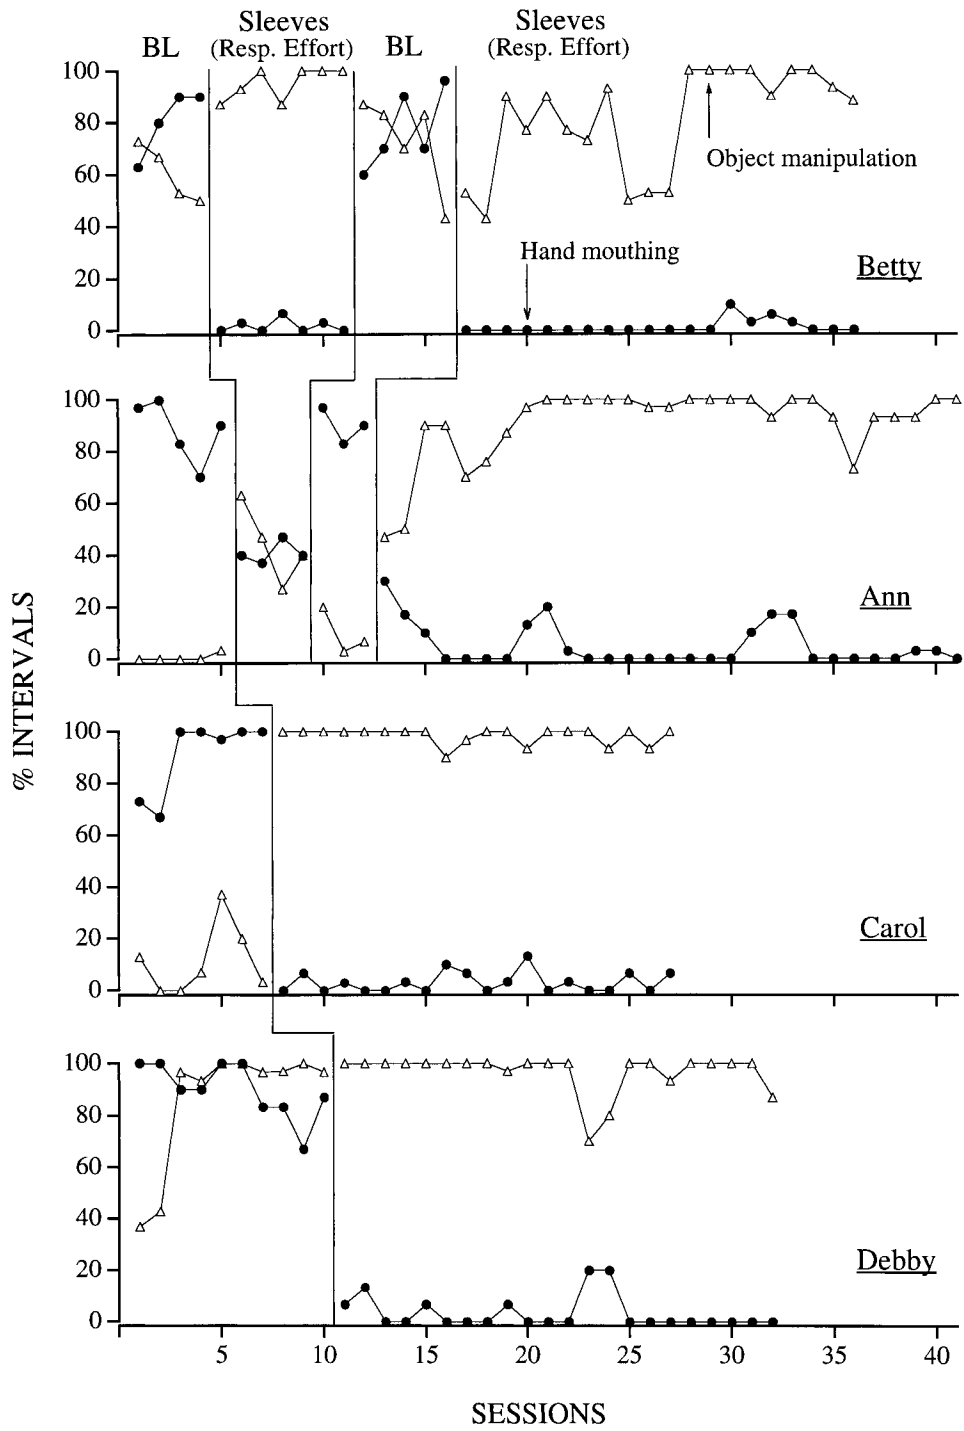 BL
Sleeves
(Resp. Effort)
BL
Sleeves
(Resp. Effort)
100
80
60
40
20
0
Object manipulation
Hand mouthing
Betty
100
80
60
40
20
0
Ann
% INTERVALS
100
80
60
40
20
0
Carol
100
80
60
40
20
0
Debby
5 10 15 20 25 30 35 40
SESSIONS